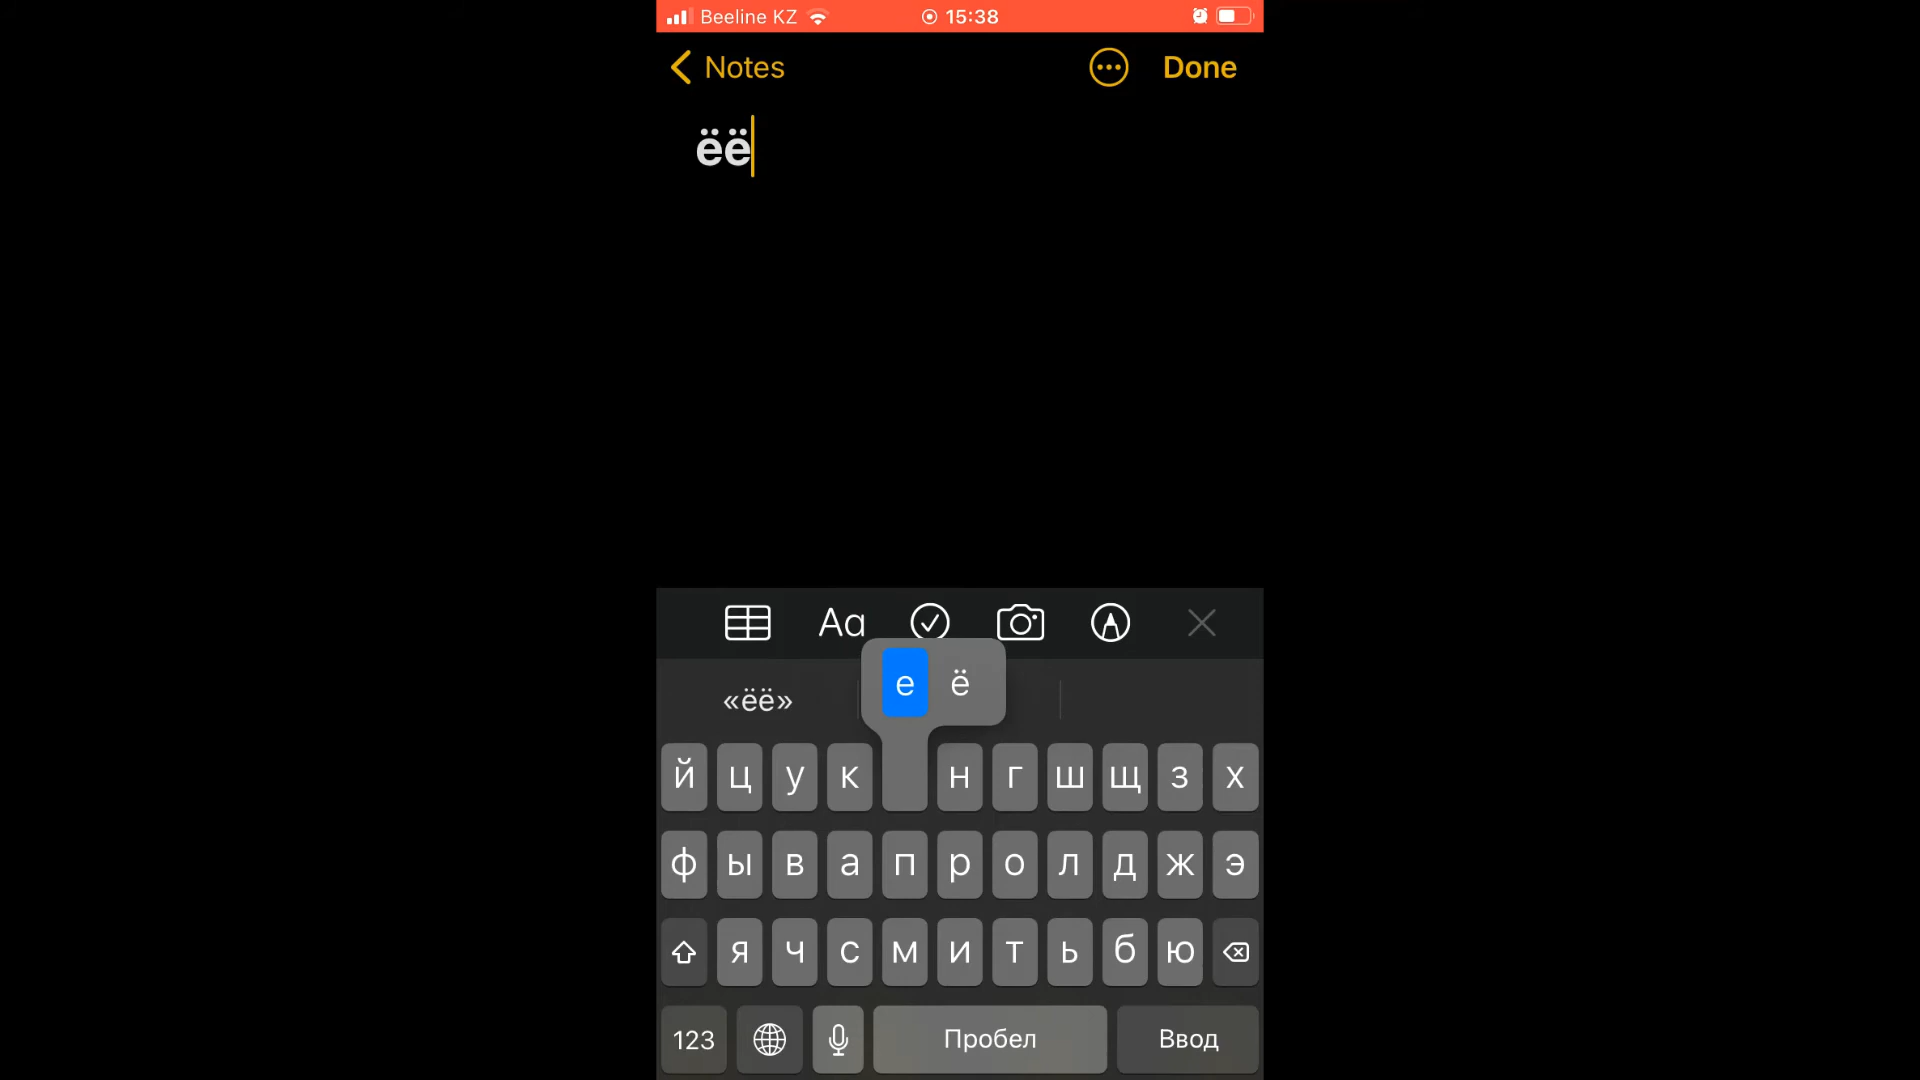 Beeline KZ 15:38
Notes Done
ёё
Aa
е ё
«ёё»
й ц у к н г ш щ з х
ф ы в а п р о л д ж э
я ч с м и т ь б ю
123 Пробел Ввод